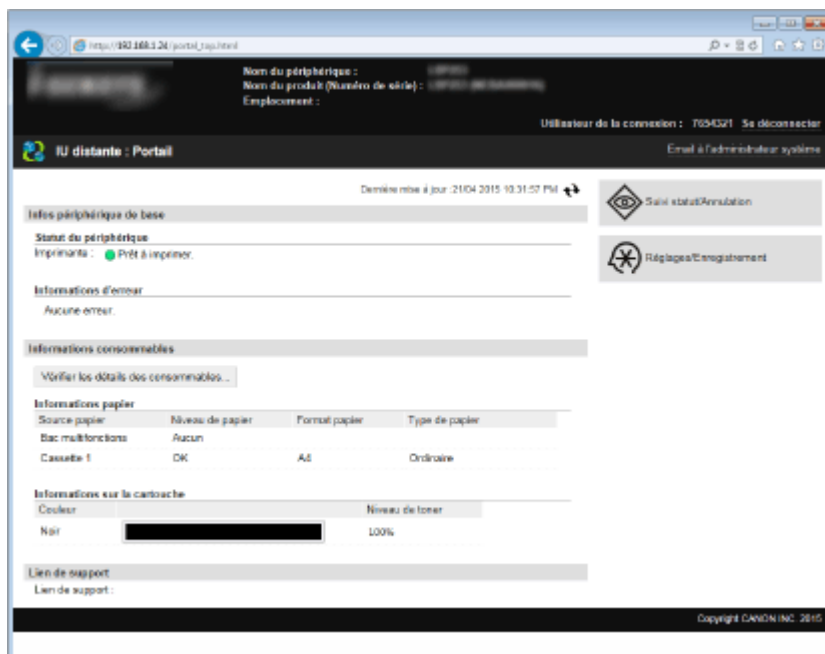 http://192.168.1.24/portal_top.html
Nom du périphérique :
Nom du produit (Numéro de série) :
Emplacement :
Utilisateur de la connexion : 7654321 Se déconnecter
IU distante : Portail
Email à l'administrateur système
Dernière mise à jour :21/04 2015 10:31:57 PM
Infos périphérique de base
Statut du périphérique
Imprimante : Prêt à imprimer.
Informations d'erreur
Aucune erreur.
Suivi statut/Annulation
Réglages/Enregistrement
Informations consommables
Vérifier les détails des consommables...
Informations papier
Source papier Niveau de papier Format papier Type de papier
Bac multifonctions Aucun
Cassette 1 OK A4 Ordinaire
Informations sur la cartouche
Couleur Niveau de toner
Noir 100%
Lien de support
Lien de support :
Copyright CANON INC. 2015